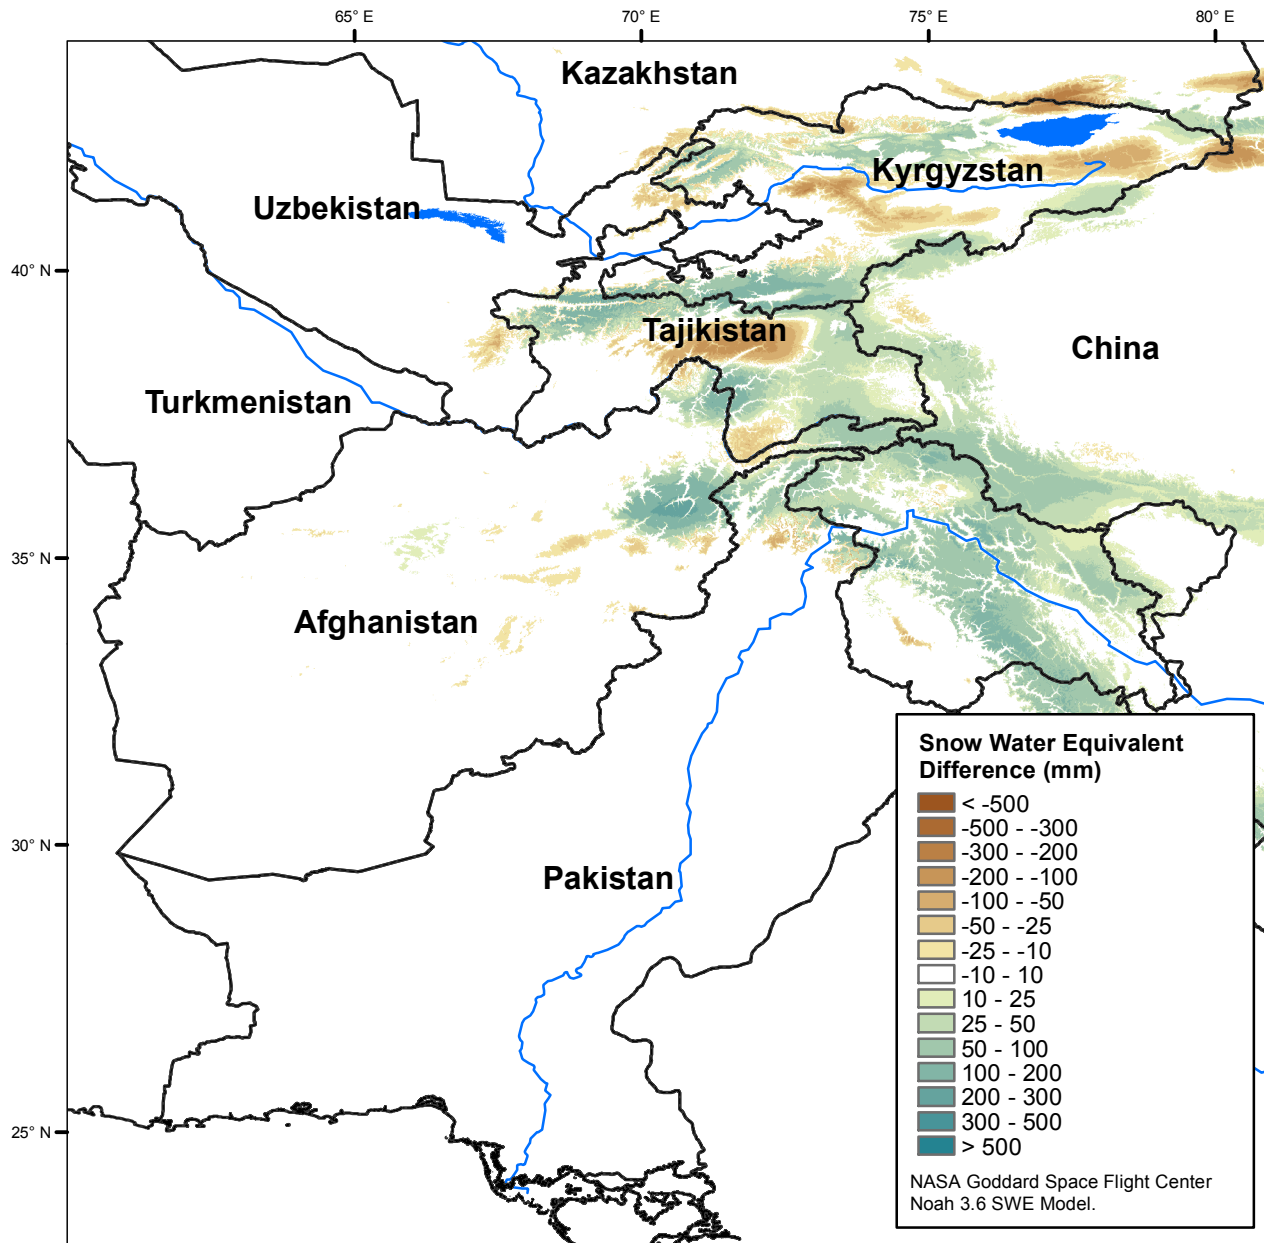 65° E
70° E
75° E
80° E
Kazakhstan
Kyrgyzstan
Uzbekistan
40° N
Tajikistan
China
Turkmenistan
35° N
Afghanistan
Snow Water Equivalent
Difference (mm)
< -500
-500 - -300
-300 - -200
-200 - -100
-100 - -50
-50 - -25
-25 - -10
-10 - 10
10 - 25
25 - 50
50 - 100
100 - 200
200 - 300
300 - 500
> 500
NASA Goddard Space Flight Center
Noah 3.6 SWE Model.
30° N
Pakistan
25° N